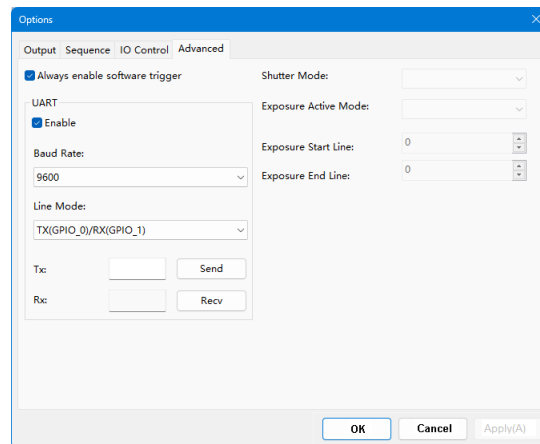 Options
Output Sequence IO Control Advanced
Always enable software trigger
UART
Enable
Baud Rate:
9600
Line Mode:
TX(GPIO_0)/RX(GPIO_1)
Tx:
Send
Rx:
Recv
Shutter Mode:
Exposure Active Mode:
Exposure Start Line:
0
Exposure End Line:
0
OK
Cancel
Apply(A)